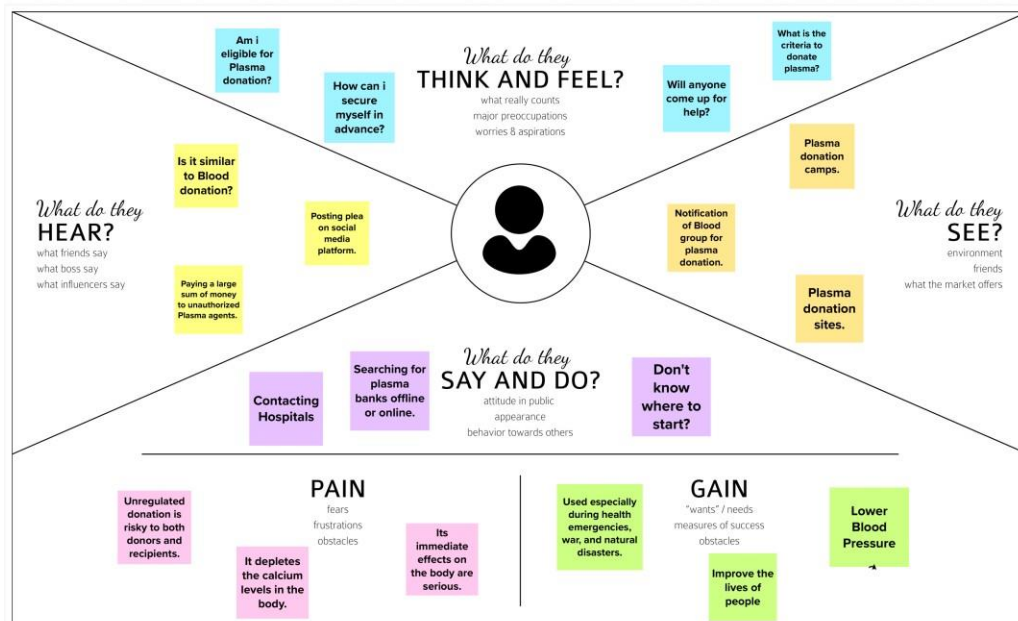 Am i
eligible for
Plasma
donation?
How can i
secure
myself in
advance?
What do they
THINK AND FEEL?
what really counts
major preoccupations
worries & aspirations
Will anyone
come up for
help?
What is the
criteria to
donate
plasma?
Is it similar
to Blood
donation?
What do they
HEAR?
what friends say
what boss say
what influencers say
Posting plea
on social
media
platform.
Paying a large
sum of money
to unauthorized
Plasma agents.
Plasma
donation
camps.
Notification
of Blood
group for
plasma
donation.
What do they
SEE?
environment
friends
what the market offers
Plasma
donation
sites.
What do they
SAY AND DO?
attitude in public
appearance
behavior towards others
Contacting
Hospitals
Searching for
plasma
banks offline
or online.
Don't
know
where to
start?
PAIN
fears
frustrations
obstacles
Unregulated
donation is
risky to both
donors and
recipients.
It depletes
the calcium
levels in the
body.
Its
immediate
effects on
the body are
serious.
GAIN
"wants" / needs
measures of success
obstacles
Used especially
during health
emergencies,
war, and natural
disasters.
Improve the
lives of
people
Lower
Blood
Pressure